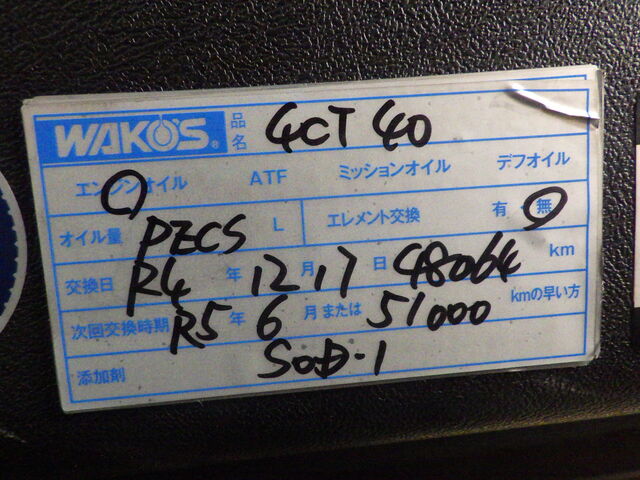 WAKO'S® 品名 4CT 40
エンジンオイル ATF ミッションオイル デフオイル
オイル量 PZCS L エレメント交換 有・無
交換日 R4 年 12 月 17 日 48064 km
次回交換時期 R5 年 6 月または 51000 kmの早い方
添加剤 SOD-1